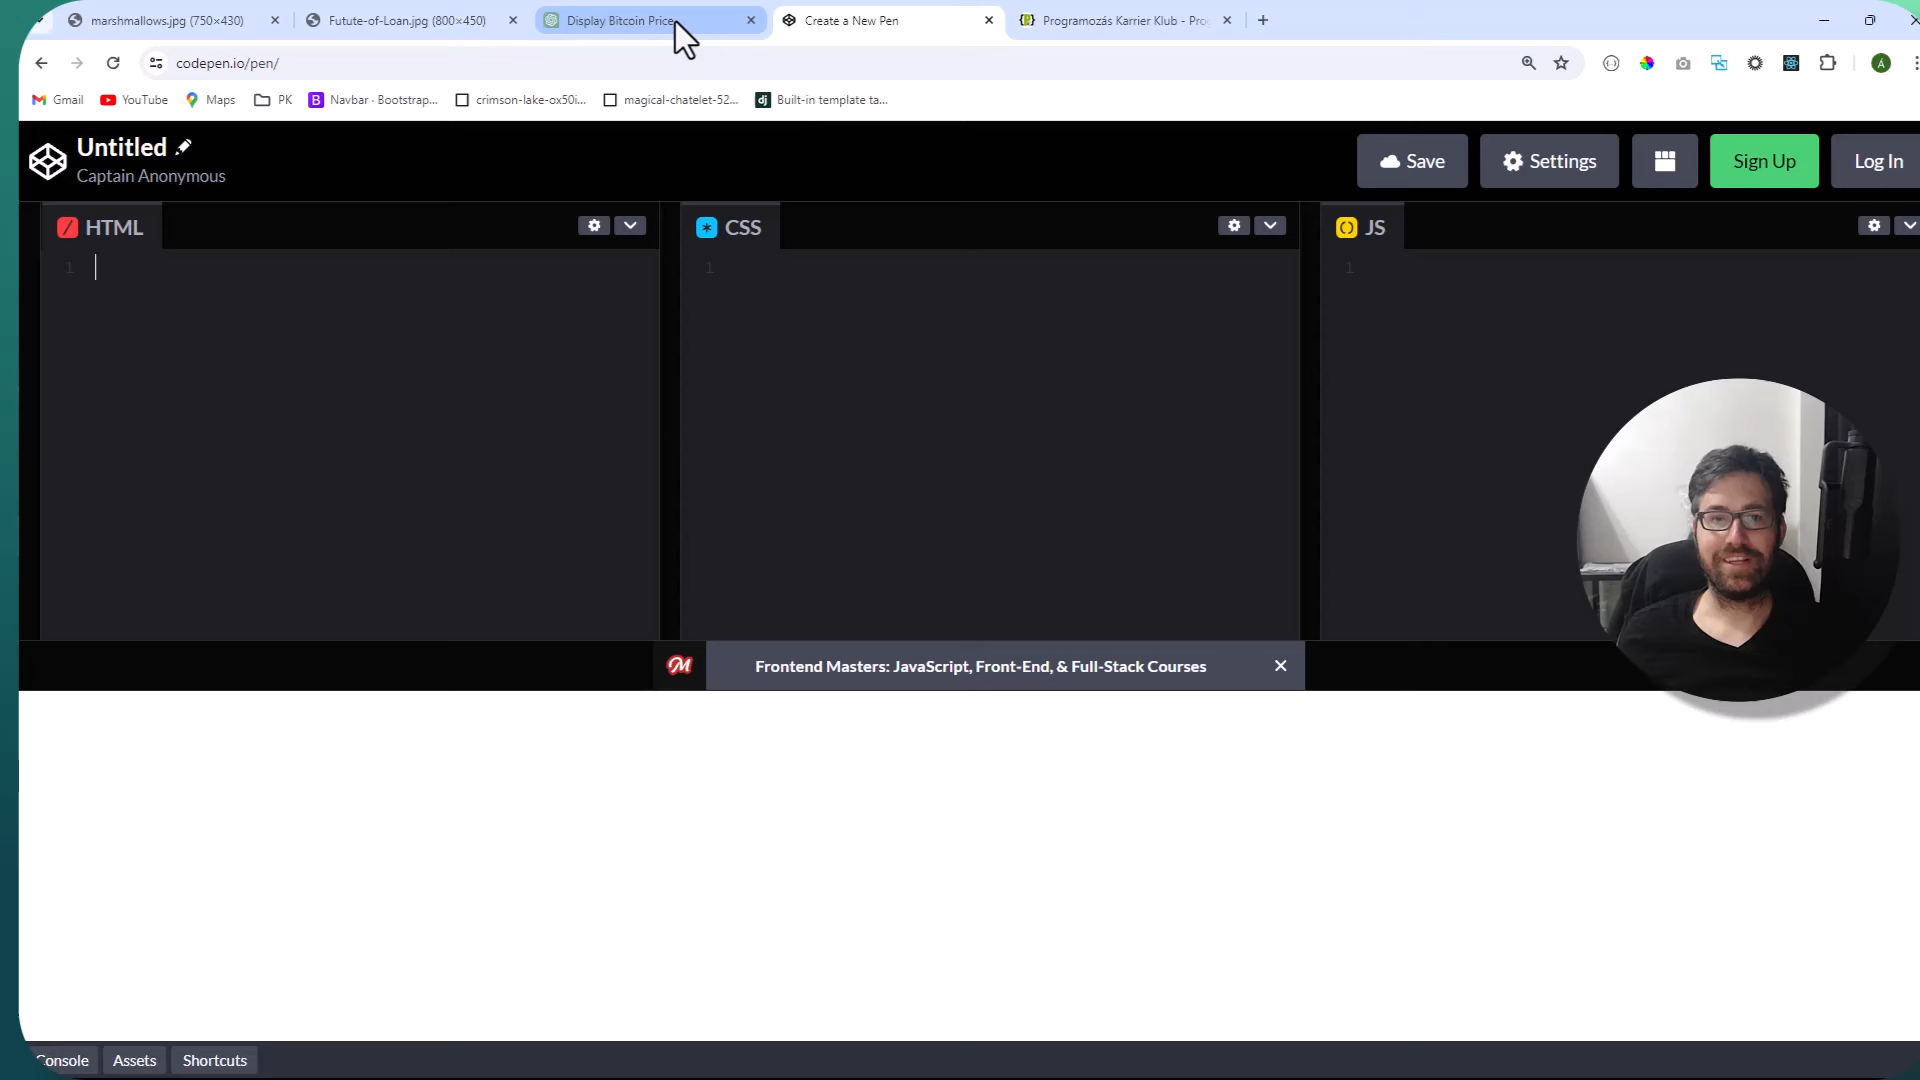 marshmallows.jpg (750×430)
Futute-of-Loan.jpg (800×450)
Display Bitcoin Price
Create a New Pen
Programozás Karrier Klub - Pro
codepen.io/pen/
Á
Gmail
YouTube
Maps
PK
B Navbar · Bootstrap...
crimson-lake-ox50i...
magical-chatelet-52...
dj Built-in template ta...
Untitled
Captain Anonymous
Save
Settings
Sign Up
Log In
HTML
CSS
JS
1
1
1
M
Frontend Masters: JavaScript, Front-End, & Full-Stack Courses
Console
Assets
Shortcuts